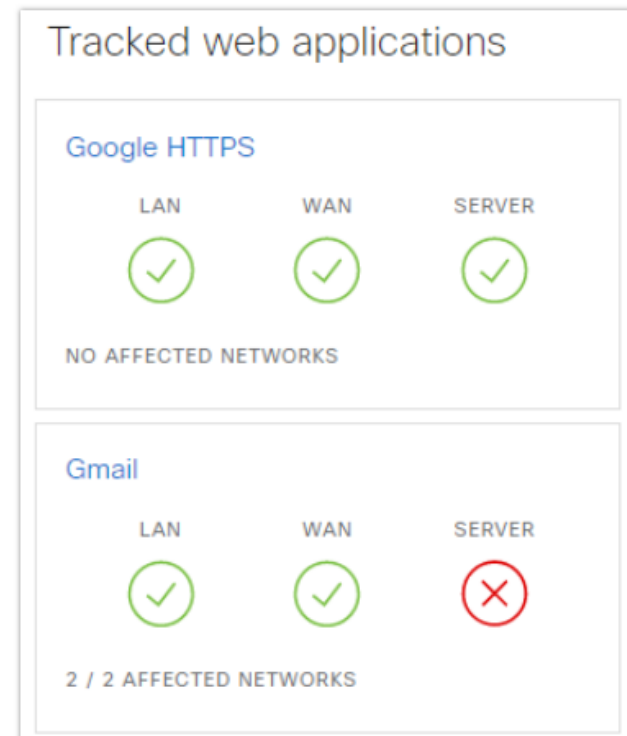 Tracked web applications
Google HTTPS
LAN WAN SERVER
NO AFFECTED NETWORKS
Gmail
LAN WAN SERVER
2 / 2 AFFECTED NETWORKS